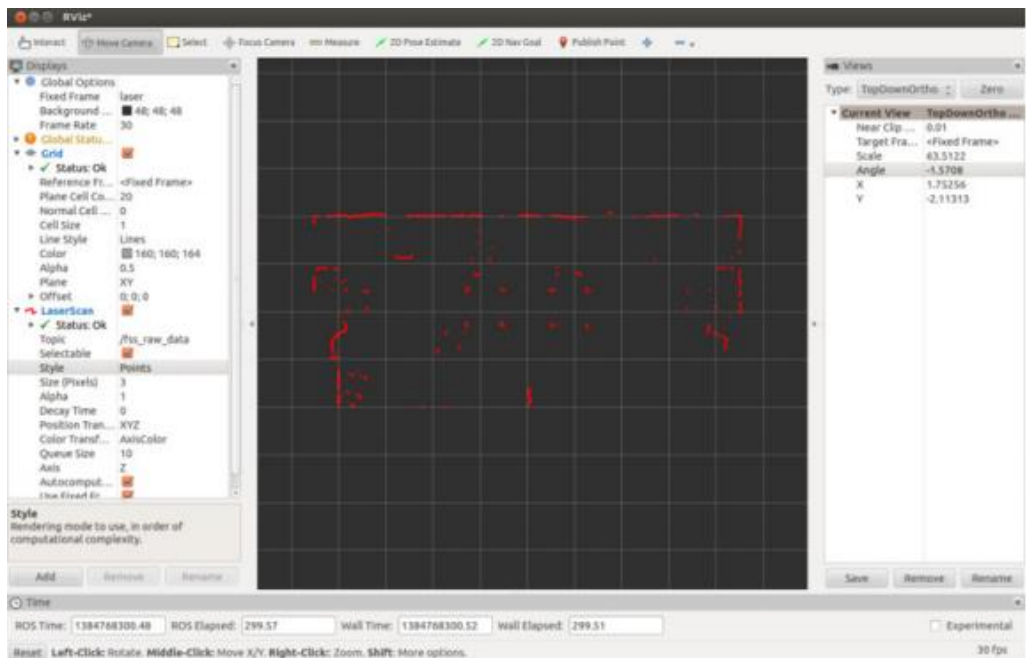 RViz*
Interact Move Camera Select Focus Camera Measure 2D Pose Estimate 2D Nav Goal Publish Point
Displays
Global Options
Fixed Frame laser
Background ... 48; 48; 48
Frame Rate 30
Global Statu...
Grid
Status: Ok
Reference Fr... <Fixed Frame>
Plane Cell Co... 20
Normal Cell ... 0
Cell Size 1
Line Style Lines
Color 160; 160; 164
Alpha 0.5
Plane XY
Offset 0; 0; 0
LaserScan
Status: Ok
Topic /fss_raw_data
Selectable
Style Points
Size (Pixels) 3
Alpha 1
Decay Time 0
Position Tran... XYZ
Color Transf... AxisColor
Queue Size 10
Axis Z
Autocomput...
Use Fixed Fr...
Style
Rendering mode to use, in order of
computational complexity.
Add Remove Rename
Views
Type: TopDownOrtho Zero
Current View TopDownOrtho ...
Near Clip ... 0.01
Target Fra... <Fixed Frame>
Scale 63.5122
Angle -1.5708
X 1.75256
Y -2.11313
Save Remove Rename
Time
ROS Time: 1384768300.48 ROS Elapsed: 299.57 Wall Time: 1384768300.52 Wall Elapsed: 299.51 Experimental
Reset Left-Click: Rotate. Middle-Click: Move X/Y. Right-Click: Zoom. Shift: More options. 30 fps